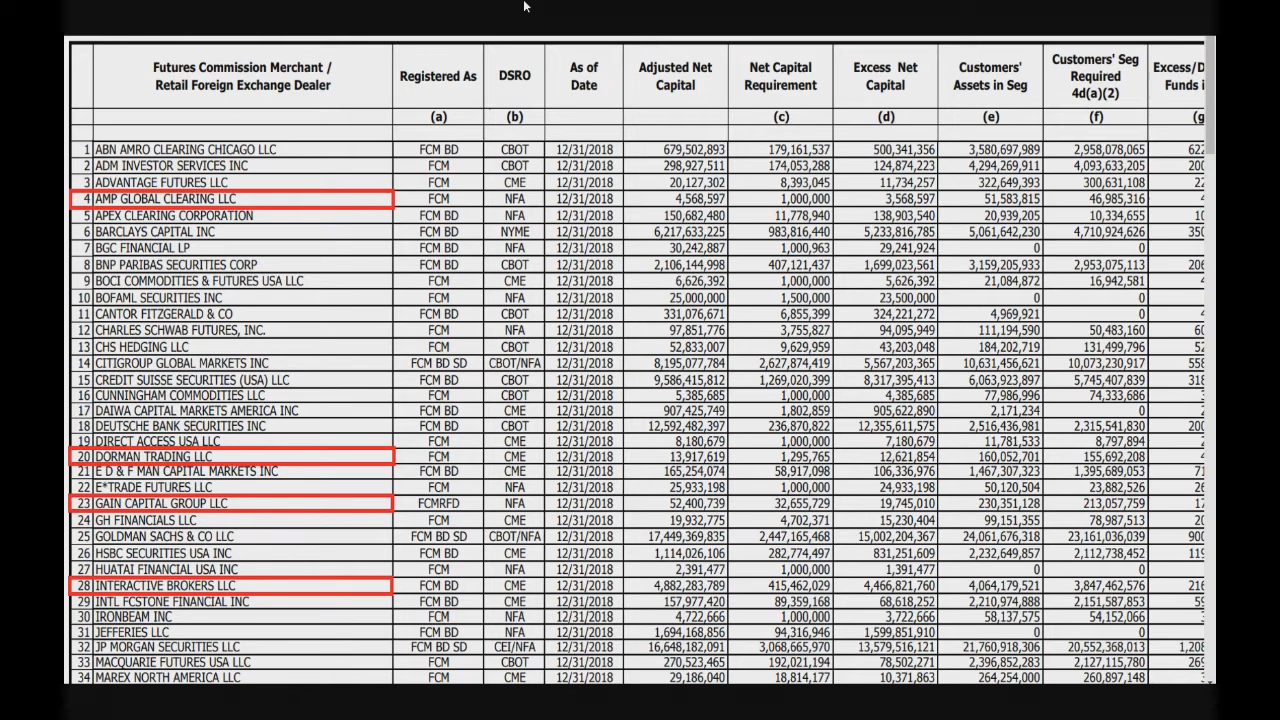 Futures Commission Merchant / Retail Foreign Exchange Dealer Registered As DSRO As of Date Adjusted Net Capital Net Capital Requirement Excess Net Capital Customers' Assets in Seg Customers' Seg Required 4d(a)(2) Excess/D Funds i
(a) (b) (c) (d) (e) (f) (g
1 ABN AMRO CLEARING CHICAGO LLC FCM BD CBOT 12/31/2018 679,502,893 179,161,537 500,341,356 3,580,697,989 2,958,078,065 622
2 ADM INVESTOR SERVICES INC FCM CBOT 12/31/2018 298,927,511 174,053,288 124,874,223 4,294,269,911 4,093,633,205 200
3 ADVANTAGE FUTURES LLC FCM CME 12/31/2018 20,127,302 8,393,045 11,734,257 322,649,393 300,631,108 22
4 AMP GLOBAL CLEARING LLC FCM NFA 12/31/2018 4,568,597 1,000,000 3,568,597 51,583,815 46,985,316 4
5 APEX CLEARING CORPORATION FCM BD NFA 12/31/2018 150,682,480 11,778,940 138,903,540 20,939,205 10,334,655 10
6 BARCLAYS CAPITAL INC FCM BD NYME 12/31/2018 6,217,633,225 983,816,440 5,233,816,785 5,061,642,230 4,710,924,626 350
7 BGC FINANCIAL LP FCM BD NFA 12/31/2018 30,242,887 1,000,963 29,241,924 0 0
8 BNP PARIBAS SECURITIES CORP FCM BD CBOT 12/31/2018 2,106,144,998 407,121,437 1,699,023,561 3,159,205,933 2,953,075,113 206
9 BOCI COMMODITIES & FUTURES USA LLC FCM CME 12/31/2018 6,626,392 1,000,000 5,626,392 21,084,872 16,942,581 4
10 BOFAML SECURITIES INC FCM NFA 12/31/2018 25,000,000 1,500,000 23,500,000 0 0
11 CANTOR FITZGERALD & CO FCM BD CBOT 12/31/2018 331,076,671 6,855,399 324,221,272 4,969,921 0 4
12 CHARLES SCHWAB FUTURES, INC. FCM NFA 12/31/2018 97,851,776 3,755,827 94,095,949 111,194,590 50,483,160 60
13 CHS HEDGING LLC FCM CBOT 12/31/2018 52,833,007 9,629,959 43,203,048 184,202,719 131,499,796 52
14 CITIGROUP GLOBAL MARKETS INC FCM BD SD CBOT/NFA 12/31/2018 8,195,077,784 2,627,874,419 5,567,203,365 10,631,456,621 10,073,230,917 558
15 CREDIT SUISSE SECURITIES (USA) LLC FCM BD CBOT 12/31/2018 9,586,415,812 1,269,020,399 8,317,395,413 6,063,923,897 5,745,407,839 318
16 CUNNINGHAM COMMODITIES LLC FCM CBOT 12/31/2018 5,385,685 1,000,000 4,385,685 77,986,996 74,333,686 3
17 DAIWA CAPITAL MARKETS AMERICA INC FCM BD CME 12/31/2018 907,425,749 1,802,859 905,622,890 2,171,234 0 2
18 DEUTSCHE BANK SECURITIES INC FCM BD CBOT 12/31/2018 12,592,482,397 236,870,822 12,355,611,575 2,516,436,981 2,315,541,830 200
19 DIRECT ACCESS USA LLC FCM CME 12/31/2018 8,180,679 1,000,000 7,180,679 11,781,533 8,797,894 2
20 DORMAN TRADING LLC FCM CME 12/31/2018 13,917,619 1,295,765 12,621,854 160,052,701 155,692,208 4
21 E D & F MAN CAPITAL MARKETS INC FCM BD CME 12/31/2018 165,254,074 58,917,098 106,336,976 1,467,307,323 1,395,689,053 71
22 E*TRADE FUTURES LLC FCM NFA 12/31/2018 25,933,198 1,000,000 24,933,198 50,120,504 23,882,526 26
23 GAIN CAPITAL GROUP LLC FCMRFD NFA 12/31/2018 52,400,739 32,655,729 19,745,010 230,351,128 213,057,759 17
24 GH FINANCIALS LLC FCM CME 12/31/2018 19,932,775 4,702,371 15,230,404 99,151,355 78,987,513 20
25 GOLDMAN SACHS & CO LLC FCM BD SD CBOT/NFA 12/31/2018 17,449,369,835 2,447,165,468 15,002,204,367 24,061,676,318 23,161,036,039 900
26 HSBC SECURITIES USA INC FCM BD CME 12/31/2018 1,114,026,106 282,774,497 831,251,609 2,232,649,857 2,112,738,452 119
27 HUATAI FINANCIAL USA INC FCM NFA 12/31/2018 2,391,477 1,000,000 1,391,477 0 0
28 INTERACTIVE BROKERS LLC FCM BD CME 12/31/2018 4,882,283,789 415,462,029 4,466,821,760 4,064,179,521 3,847,462,576 216
29 INTL FCSTONE FINANCIAL INC FCM BD CME 12/31/2018 157,977,420 89,359,168 68,618,252 2,210,974,588 2,151,587,853 59
30 IRONBEAM INC FCM NFA 12/31/2018 4,722,666 1,000,000 3,722,666 58,137,575 54,152,066 3
31 JEFFERIES LLC FCM BD NFA 12/31/2018 1,694,168,856 94,316,946 1,599,851,910 0 0
32 JP MORGAN SECURITIES LLC FCM BD SD CEI/NFA 12/31/2018 16,648,182,091 3,068,665,970 13,579,516,121 21,760,918,306 20,552,368,013 1,208
33 MACQUARIE FUTURES USA LLC FCM CBOT 12/31/2018 270,523,465 192,021,194 78,502,271 2,396,852,283 2,127,115,780 269
34 MAREX NORTH AMERICA LLC FCM CME 12/31/2018 29,186,040 18,814,177 10,371,863 264,254,000 260,897,148 3